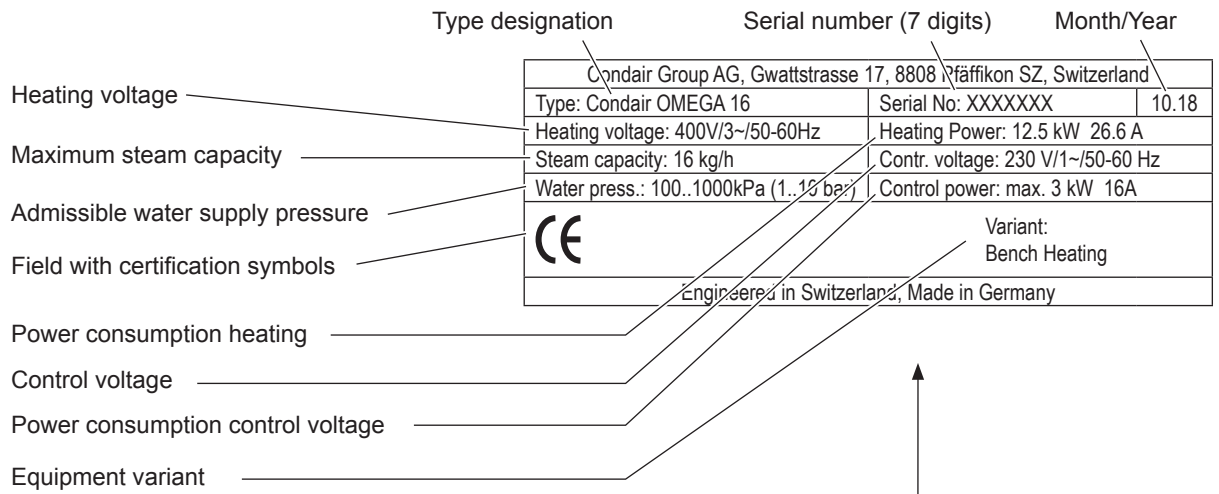 Type designation
Serial number (7 digits)
Month/Year
Condair Group AG, Gwattstrasse 17, 8808 Pfäffikon SZ, Switzerland
Heating voltage
Type: Condair OMEGA 16
Serial No: XXXXXXX
10.18
Heating voltage: 400V/3~/50-60Hz
Heating Power: 12.5 kW 26.6 A
Maximum steam capacity
Steam capacity: 16 kg/h
Contr. voltage: 230 V/1~/50-60 Hz
Admissible water supply pressure
Water press.: 100..1000kPa (1..10 bar)
Control power: max. 3 kW 16A
Field with certification symbols
CE
Variant:
Bench Heating
Engineered in Switzerland, Made in Germany
Power consumption heating
Control voltage
Power consumption control voltage
Equipment variant